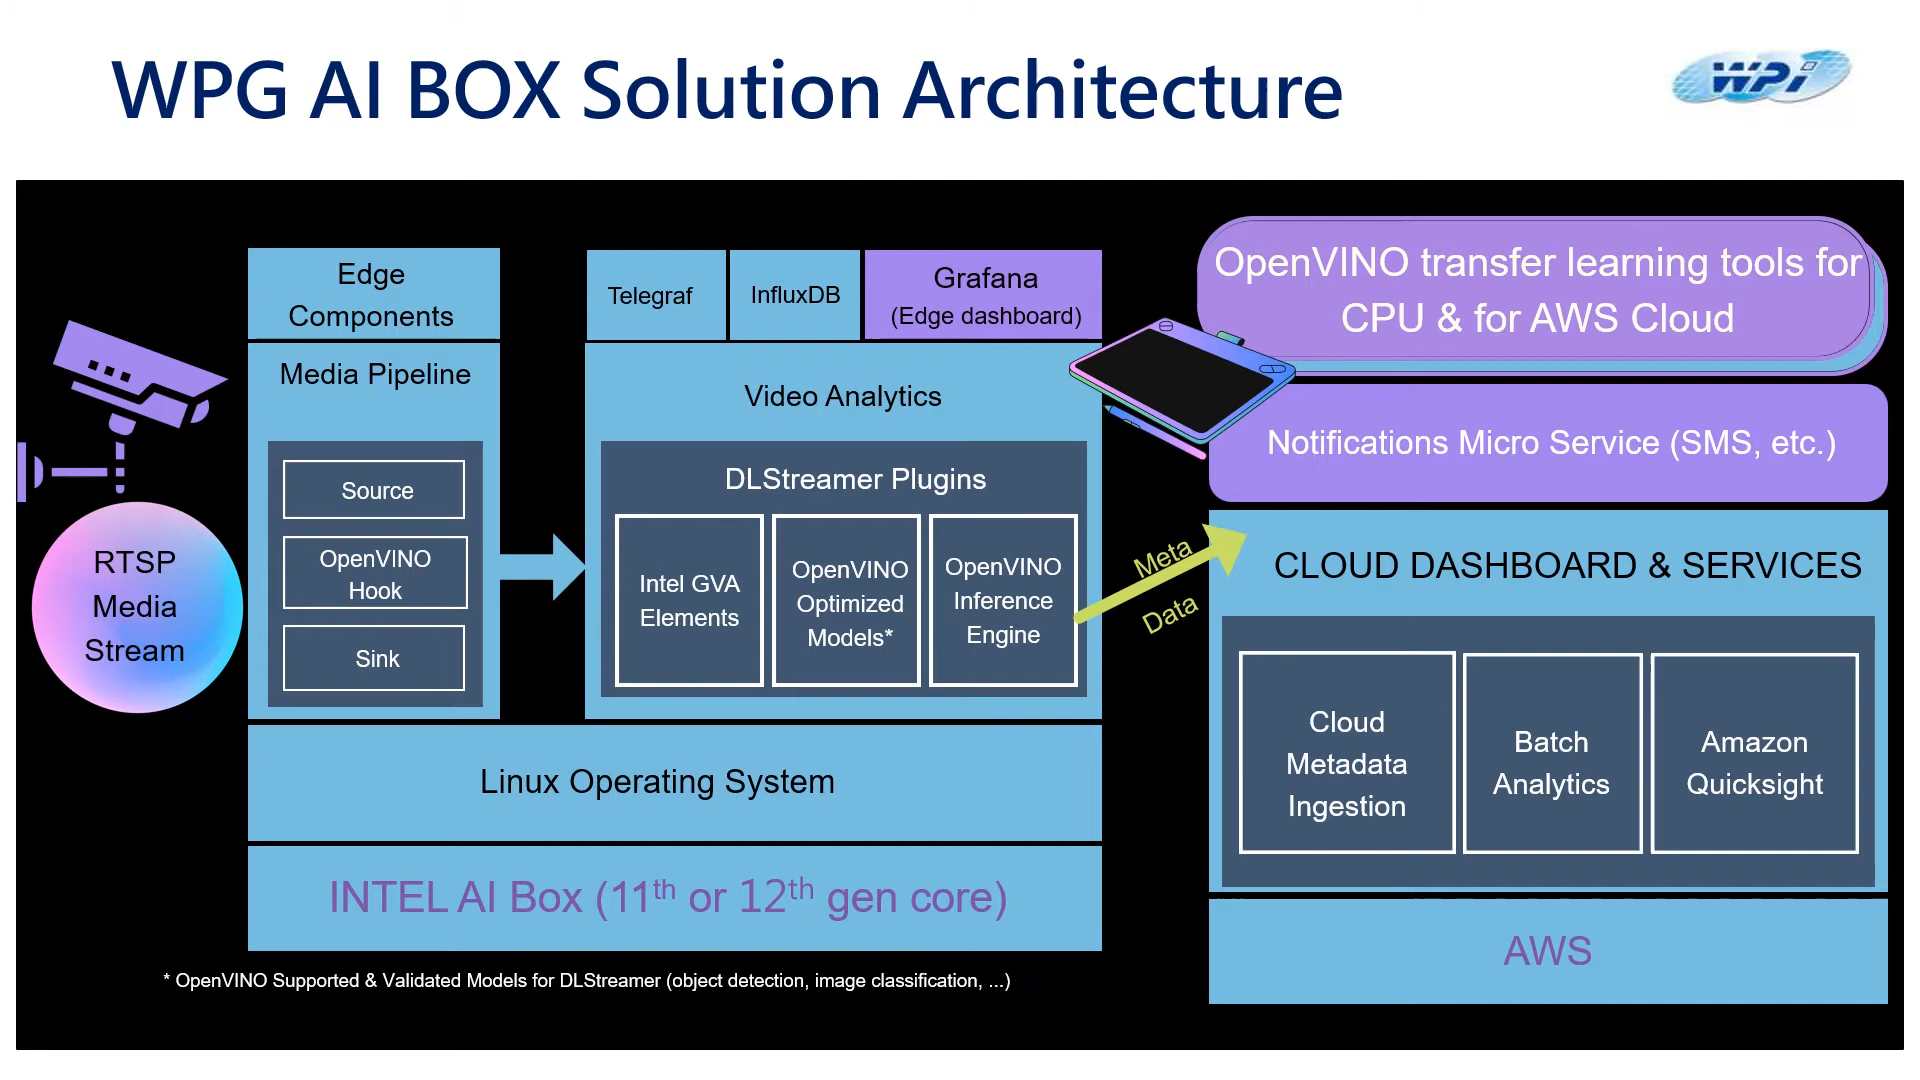 WPG AI BOX Solution Architecture
WPi
Edge
Components
Media Pipeline
Source
OpenVINO
Hook
Sink
RTSP
Media
Stream
Telegraf
InfluxDB
Grafana
(Edge dashboard)
Video Analytics
DLStreamer Plugins
Intel GVA
Elements
OpenVINO
Optimized
Models*
OpenVINO
Inference
Engine
Meta
Data
Linux Operating System
INTEL AI Box (11th or 12th gen core)
* OpenVINO Supported & Validated Models for DLStreamer (object detection, image classification, ...)
OpenVINO transfer learning tools for
CPU & for AWS Cloud
Notifications Micro Service (SMS, etc.)
CLOUD DASHBOARD & SERVICES
Cloud
Metadata
Ingestion
Batch
Analytics
Amazon
Quicksight
AWS